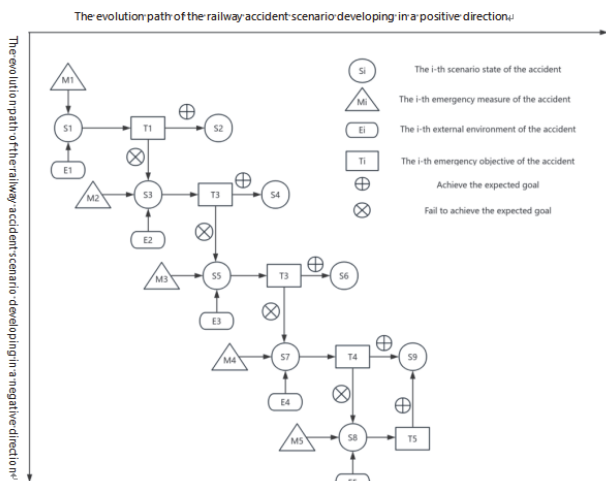 The evolution path of the railway accident scenario developing in a positive direction
The evolution path of the railway accident scenario developing in a negative direction
M1
Si
The i-th scenario state of the accident
Mi
The i-th emergency measure of the accident
S1
T1
S2
Ei
The i-th external environment of the accident
E1
Ti
The i-th emergency objective of the accident
M2
S3
T3
S4
Achieve the expected goal
Fail to achieve the expected goal
E2
M3
S5
T3
S6
E3
M4
S7
T4
S9
E4
M5
S8
T5